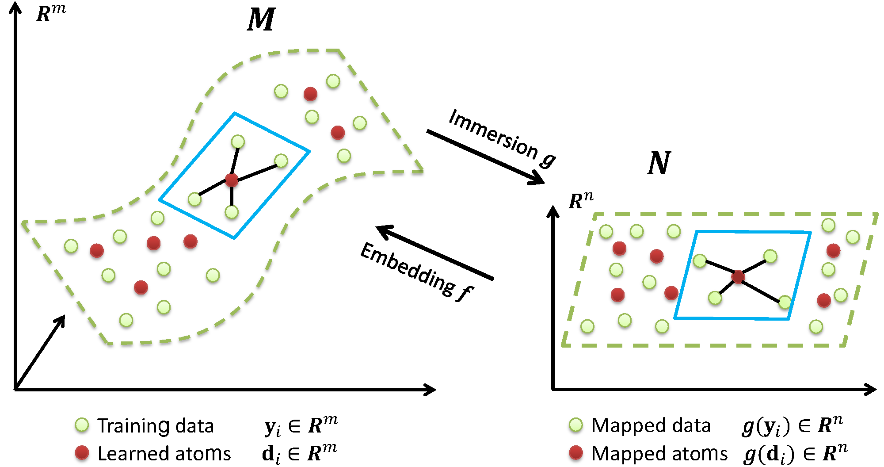 R^m
M
Immersion g
N
R^n
Embedding f
Training data y_i ∈ R^m
Learned atoms d_i ∈ R^m
Mapped data g(y_i) ∈ R^n
Mapped atoms g(d_i) ∈ R^n